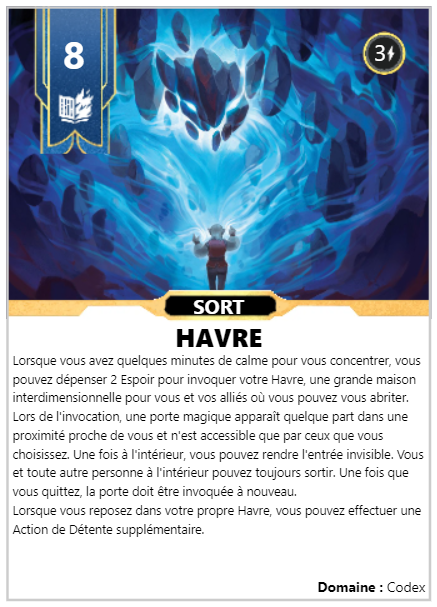 8
3
SORT
HAVRE
Lorsque vous avez quelques minutes de calme pour vous concentrer, vous
pouvez dépenser 2 Espoir pour invoquer votre Havre, une grande maison
interdimensionnelle pour vous et vos alliés où vous pouvez vous abriter.
Lors de l'invocation, une porte magique apparaît quelque part dans une
proximité proche de vous et n'est accessible que par ceux que vous
choisissez. Une fois à l'intérieur, vous pouvez rendre l'entrée invisible. Vous
et toute autre personne à l'intérieur pouvez toujours sortir. Une fois que
vous quittez, la porte doit être invoquée à nouveau.
Lorsque vous reposez dans votre propre Havre, vous pouvez effectuer une
Action de Détente supplémentaire.
Domaine : Codex